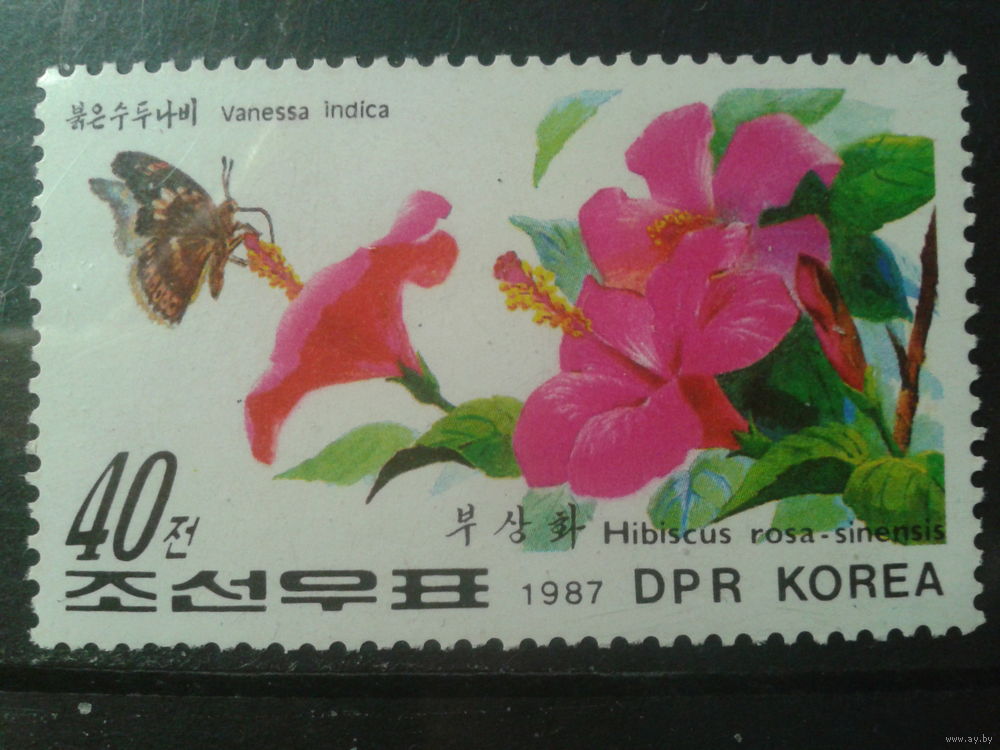 붉은수두나비 Vanessa indica
40전
부상화 Hibiscus rosa-sinensis
조선우표 1987 DPR KOREA
www.ay.by